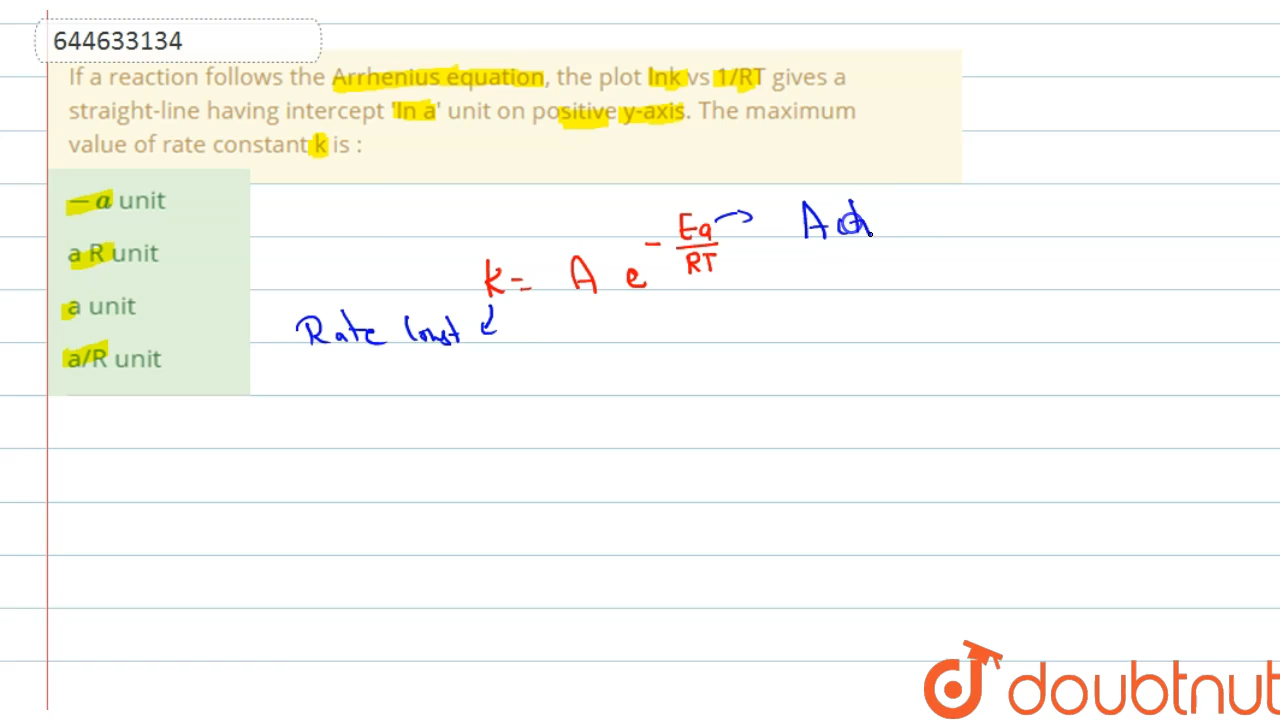 644633134
If a reaction follows the Arrhenius equation, the plot lnk vs 1/RT gives a
straight-line having intercept 'ln a' unit on positive y-axis. The maximum
value of rate constant k is :
−a unit
a R unit
a unit
a/R unit
k = A e^-Ea/RT → Act
Rate Const
doubtnut